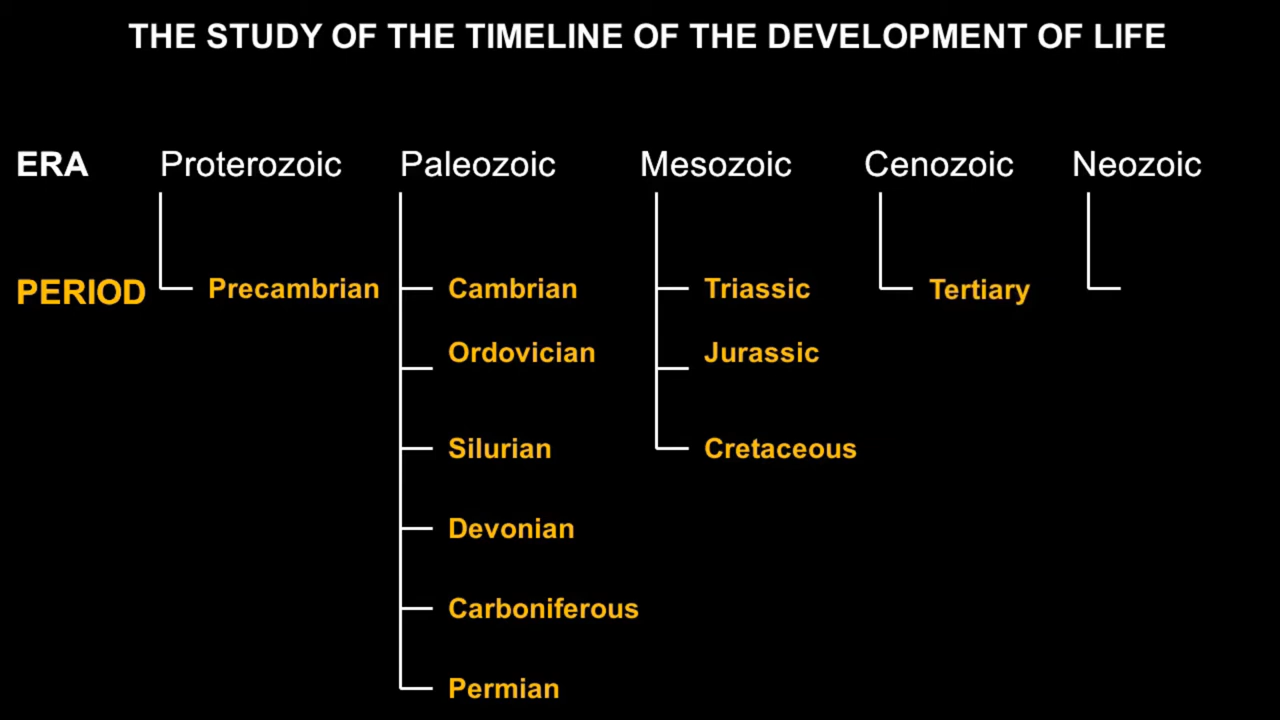 THE STUDY OF THE TIMELINE OF THE DEVELOPMENT OF LIFE
ERA Proterozoic Paleozoic Mesozoic Cenozoic Neozoic
PERIOD Precambrian Cambrian Triassic Tertiary
Ordovician Jurassic
Silurian Cretaceous
Devonian
Carboniferous
Permian